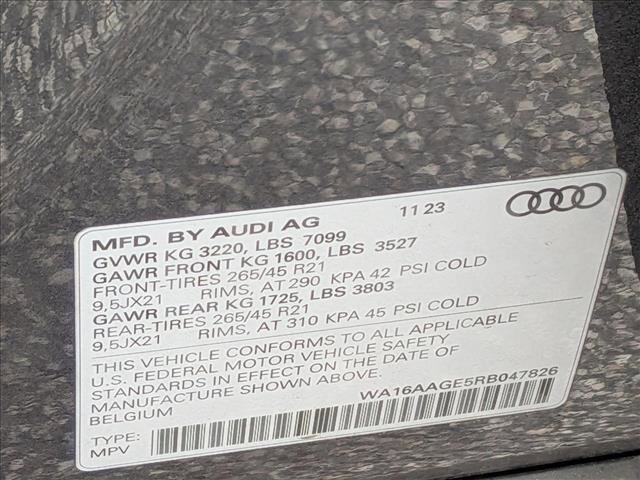 MFD. BY AUDI AG 11 23
GVWR KG 3220, LBS 7099
GAWR FRONT KG 1600, LBS 3527
FRONT-TIRES 265/45 R21
9,5JX21 RIMS, AT 290 KPA 42 PSI COLD
GAWR REAR KG 1725, LBS 3803
REAR-TIRES 265/45 R21
9,5JX21 RIMS, AT 310 KPA 45 PSI COLD
THIS VEHICLE CONFORMS TO ALL APPLICABLE
U.S. FEDERAL MOTOR VEHICLE SAFETY
STANDARDS IN EFFECT ON THE DATE OF
MANUFACTURE SHOWN ABOVE.
BELGIUM WA16AAGE5RB047826
TYPE:
MPV